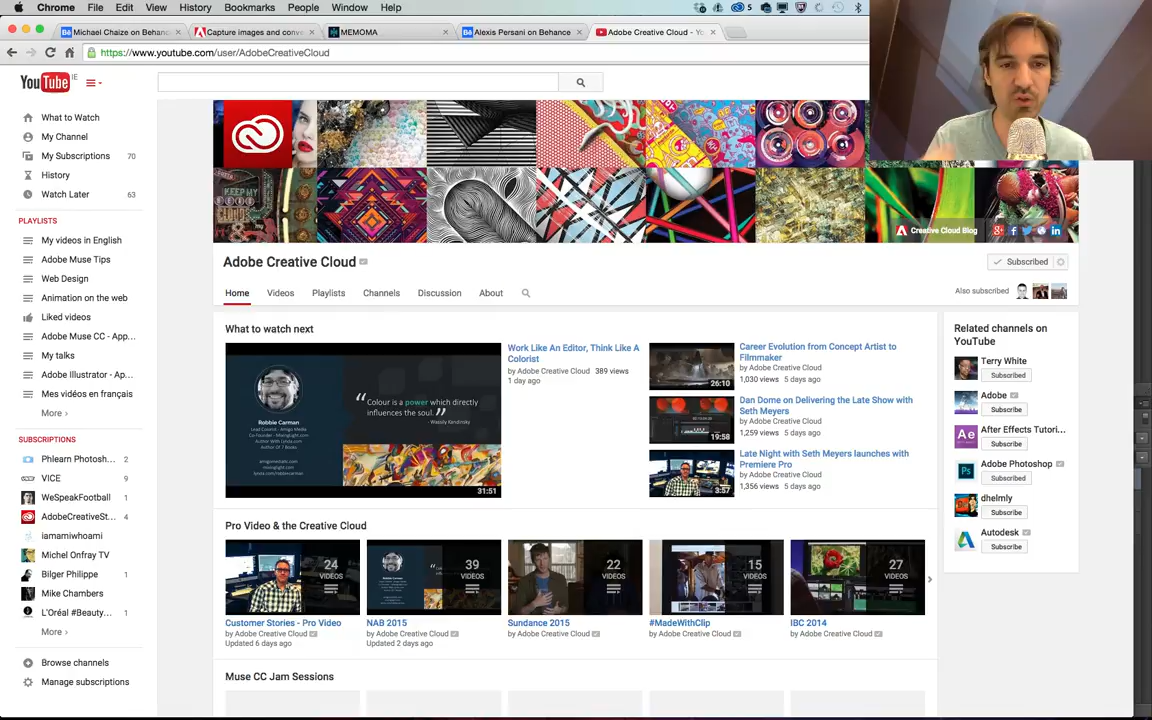 Chrome File Edit View History Bookmarks People Window Help
5
Michael Chaize on Behanc
Capture images and conve
MEMOMA
Alexis Persani on Behance
Adobe Creative Cloud - Yo
https://www.youtube.com/user/AdobeCreativeCloud
YouTube IE
What to Watch
My Channel
My Subscriptions 70
History
Watch Later 63
PLAYLISTS
My videos in English
Adobe Muse Tips
Web Design
Animation on the web
Liked videos
Adobe Muse CC - App...
My talks
Adobe Illustrator - Ap...
Mes vidéos en français
More ›
SUBSCRIPTIONS
Phlearn Photosh... 2
VICE 9
WeSpeakFootball 1
AdobeCreativeSt... 4
iamamiwhoami
Michel Onfray TV
Bilger Philippe 1
Mike Chambers
L'Oréal #Beauty... 1
More ›
Browse channels
Manage subscriptions
KEEP MY
CLOUDS
Creative Cloud Blog
Adobe Creative Cloud
Subscribed
Home Videos Playlists Channels Discussion About
Also subscribed
What to watch next
Robbie Carman
“Colour is a power which directly
influences the soul.”
- Wassily Kandinsky
31:51
Work Like An Editor, Think Like A
Colorist
by Adobe Creative Cloud 389 views
1 day ago
26:10
Career Evolution from Concept Artist to
Filmmaker
by Adobe Creative Cloud
1,030 views 5 days ago
19:58
Dan Dome on Delivering the Late Show with
Seth Meyers
by Adobe Creative Cloud
1,259 views 5 days ago
3:57
Late Night with Seth Meyers launches with
Premiere Pro
by Adobe Creative Cloud
1,356 views 5 days ago
Pro Video & the Creative Cloud
24
VIDEOS
Customer Stories - Pro Video
by Adobe Creative Cloud
Updated 6 days ago
39
VIDEOS
NAB 2015
by Adobe Creative Cloud
Updated 2 days ago
22
VIDEOS
Sundance 2015
by Adobe Creative Cloud
15
VIDEOS
#MadeWithClip
by Adobe Creative Cloud
27
VIDEOS
IBC 2014
by Adobe Creative Cloud
Muse CC Jam Sessions
Related channels on
YouTube
Terry White
Subscribed
Adobe
Subscribe
Ae
After Effects Tutori...
Subscribe
Ps
Adobe Photoshop
Subscribed
dhelmly
Subscribe
Autodesk
Subscribe